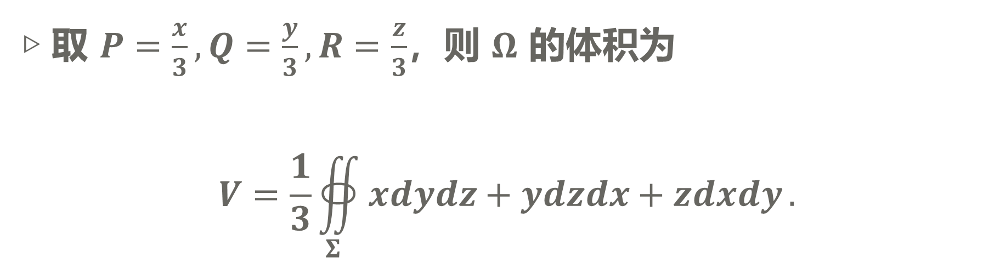 ▷ 取 P = x/3, Q = y/3, R = z/3, 则 Ω 的体积为
V = 1/3 ∯_Σ xdydz + ydzdx + zdxdy.